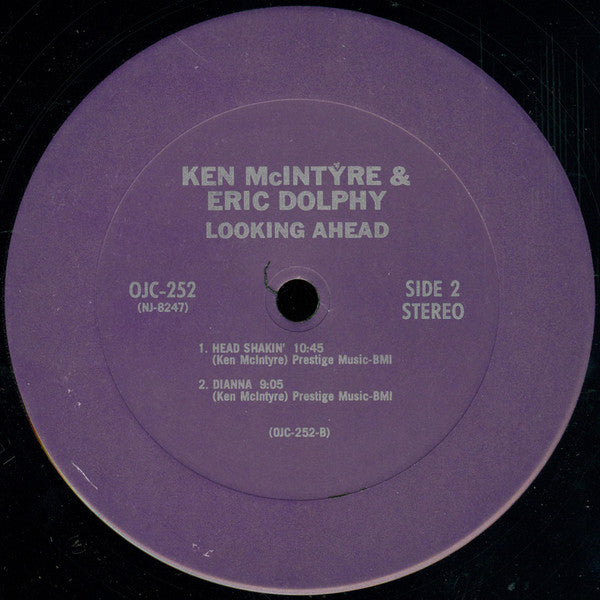 KEN McINTYRE &
ERIC DOLPHY
LOOKING AHEAD
OJC-252
(NJ-8247)
SIDE 2
STEREO
1. HEAD SHAKIN' 10:45
(Ken McIntyre) Prestige Music-BMI
2. DIANNA 9:05
(Ken McIntyre) Prestige Music-BMI
(OJC-252-B)